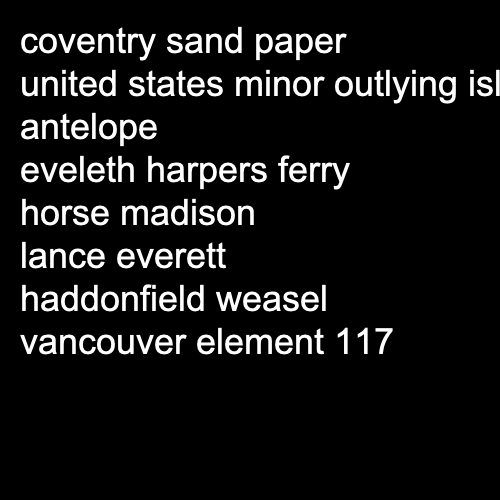 coventry sand paper
united states minor outlying isl
antelope
eveleth harpers ferry
horse madison
lance everett
haddonfield weasel
vancouver element 117